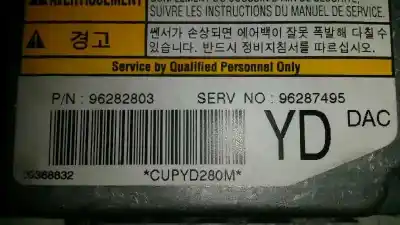 AVERTISSEMENT
SUIVRE LES INSTRUCTIONS DU MANUEL DE SERVICE.
경고
쎈서가 손상되면 에어백이 잘못 폭발해 다칠 수
있습니다. 반드시 정비지침서를 따르십시오.
Service by Qualified Personnel Only
P/N : 96282803 SERV NO : 96287495
YD DAC
09368832 *CUPYD280M*